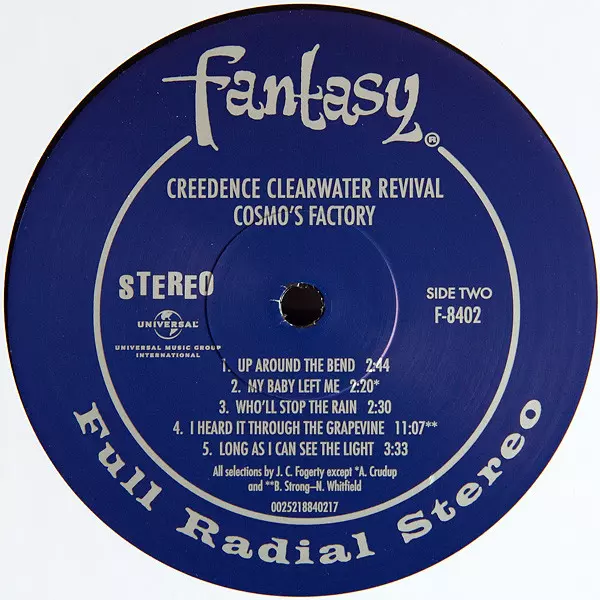 fantasy®
CREEDENCE CLEARWATER REVIVAL
COSMO'S FACTORY
STEREO
SIDE TWO
F-8402
UNIVERSAL
UNIVERSAL MUSIC GROUP
INTERNATIONAL
1. UP AROUND THE BEND 2:44
2. MY BABY LEFT ME 2:20*
3. WHO'LL STOP THE RAIN 2:30
4. I HEARD IT THROUGH THE GRAPEVINE 11:07**
5. LONG AS I CAN SEE THE LIGHT 3:33
All selections by J. C. Fogerty except *A. Crudup
and **B. Strong–N. Whitfield
0025218840217
Full Radial Stereo